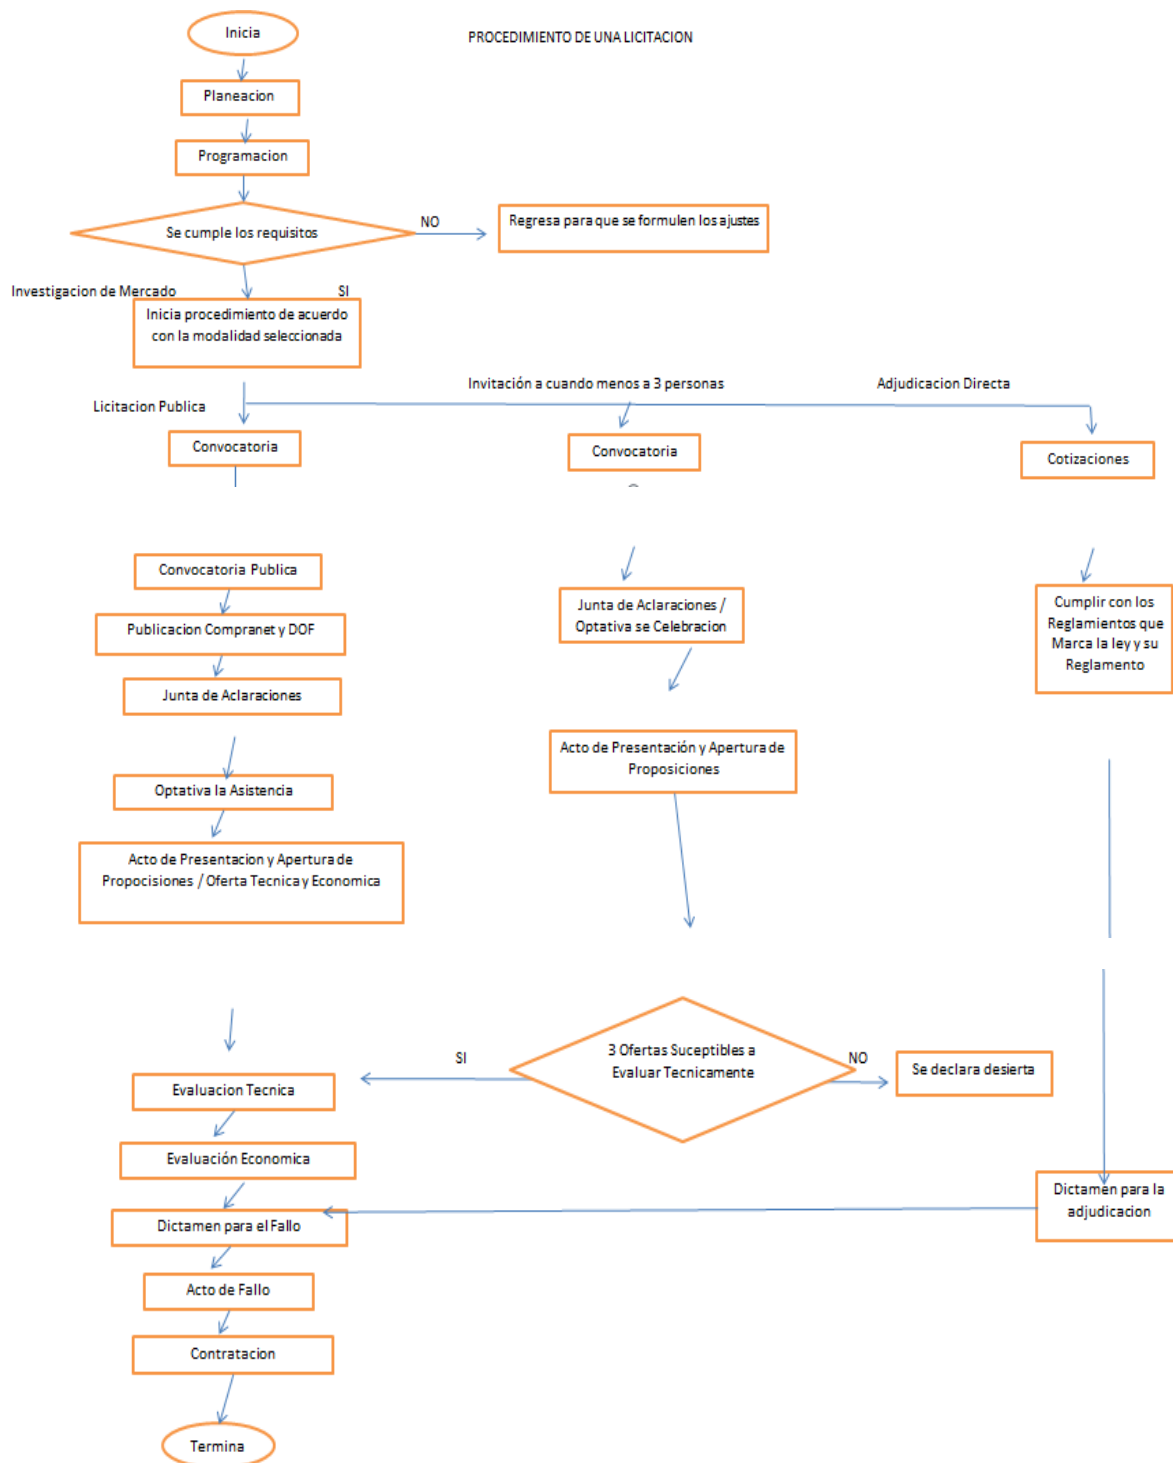 Inicia
PROCEDIMIENTO DE UNA LICITACION
Planeacion
Programacion
Se cumple los requisitos
NO
Regresa para que se formulen los ajustes
Investigacion de Mercado
SI
Inicia procedimiento de acuerdo
con la modalidad seleccionada
Invitación a cuando menos a 3 personas
Adjudicacion Directa
Licitacion Publica
Convocatoria
Convocatoria
Cotizaciones
Convocatoria Publica
Publicacion Compranet y DOF
Junta de Aclaraciones
Junta de Aclaraciones /
Optativa se Celebracion
Cumplir con los
Reglamientos que
Marca la ley y su
Reglamento
Acto de Presentación y Apertura de
Proposiciones
Optativa la Asistencia
Acto de Presentacion y Apertura de
Propocisiones / Oferta Tecnica y Economica
3 Ofertas Suceptibles a
Evaluar Tecnicamente
SI
NO
Se declara desierta
Evaluacion Tecnica
Evaluación Economica
Dictamen para la
adjudicacion
Dictamen para el Fallo
Acto de Fallo
Contratacion
Termina